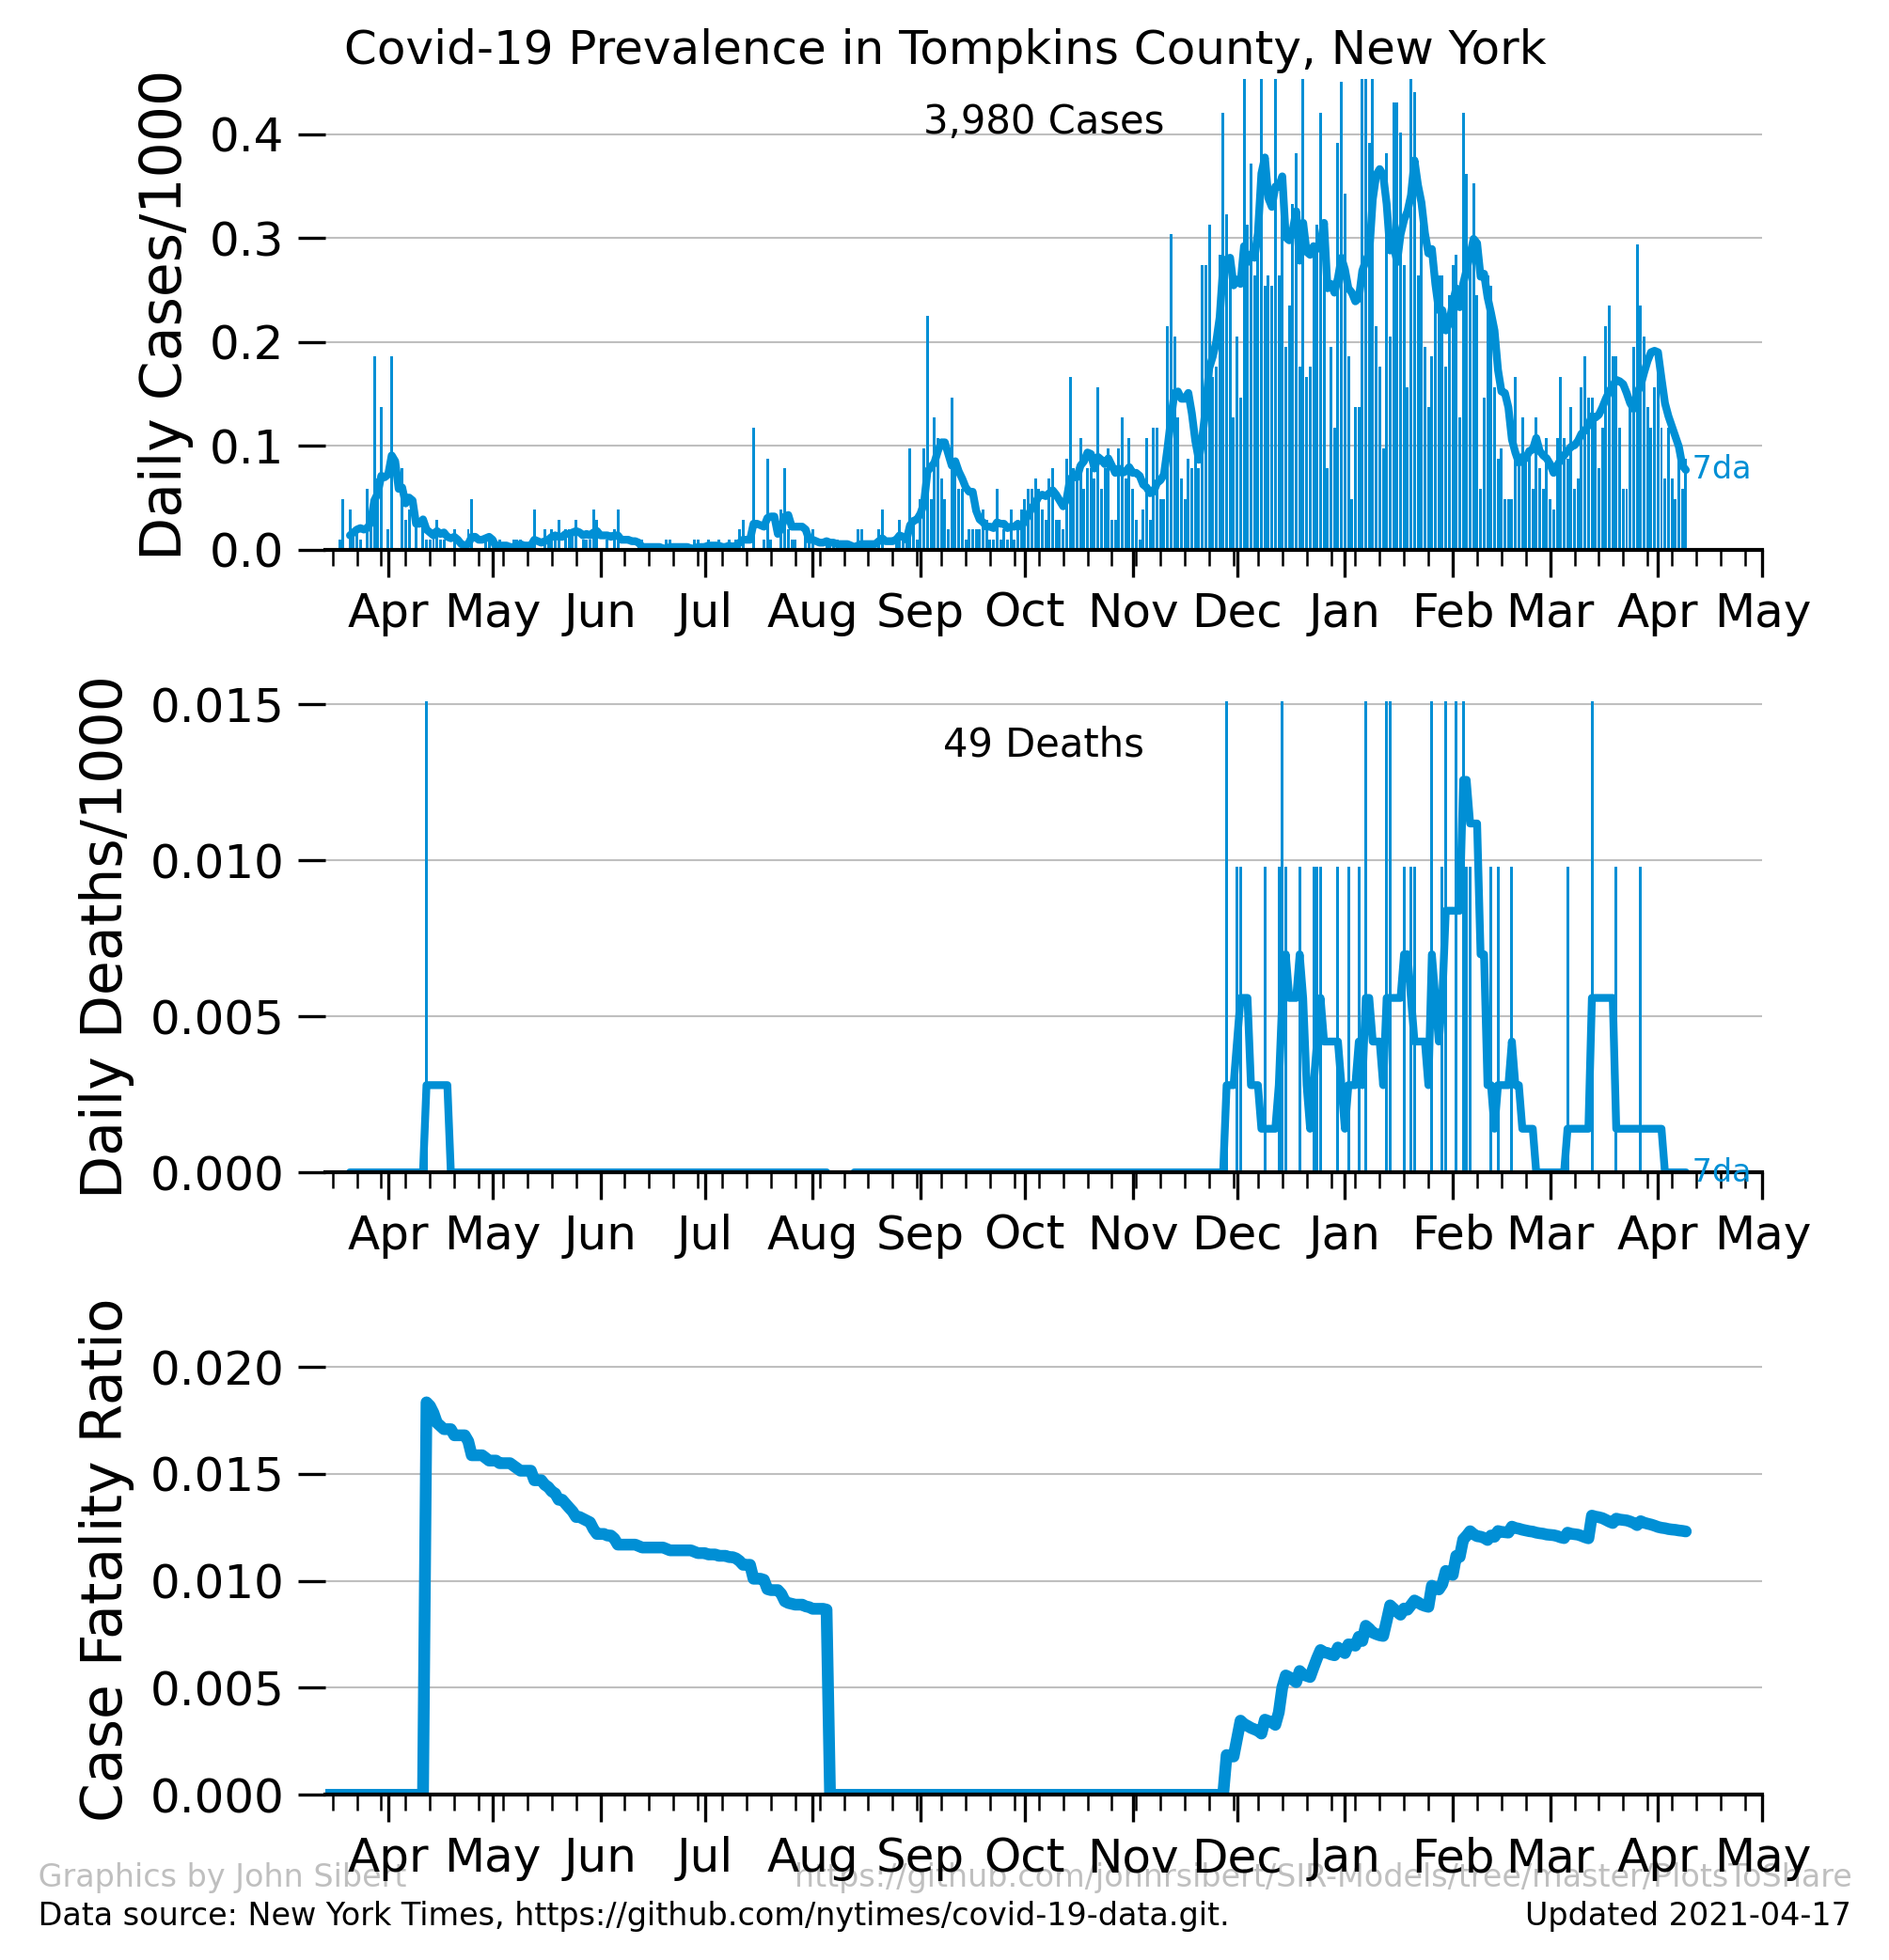 Covid-19 Prevalence in Tompkins County, New York
3,980 Cases
Daily Cases/1000
0.4
0.3
0.2
0.1
0.0
7da
Apr May Jun Jul Aug Sep Oct Nov Dec Jan Feb Mar Apr May
49 Deaths
Daily Deaths/1000
0.015
0.010
0.005
0.000
7da
Apr May Jun Jul Aug Sep Oct Nov Dec Jan Feb Mar Apr May
Case Fatality Ratio
0.020
0.015
0.010
0.005
0.000
Apr May Jun Jul Aug Sep Oct Nov Dec Jan Feb Mar Apr May
Graphics by John Sibert https://github.com/johnrsibert/SIR-Models/tree/master/PlotsToShare
Data source: New York Times, https://github.com/nytimes/covid-19-data.git. Updated 2021-04-17